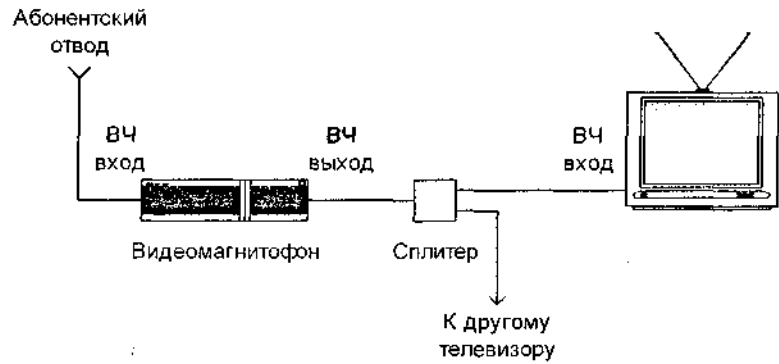 Абонентский
отвод
ВЧ
вход
ВЧ
выход
ВЧ
вход
Видеомагнитофон
Сплитер
К другому
телевизору